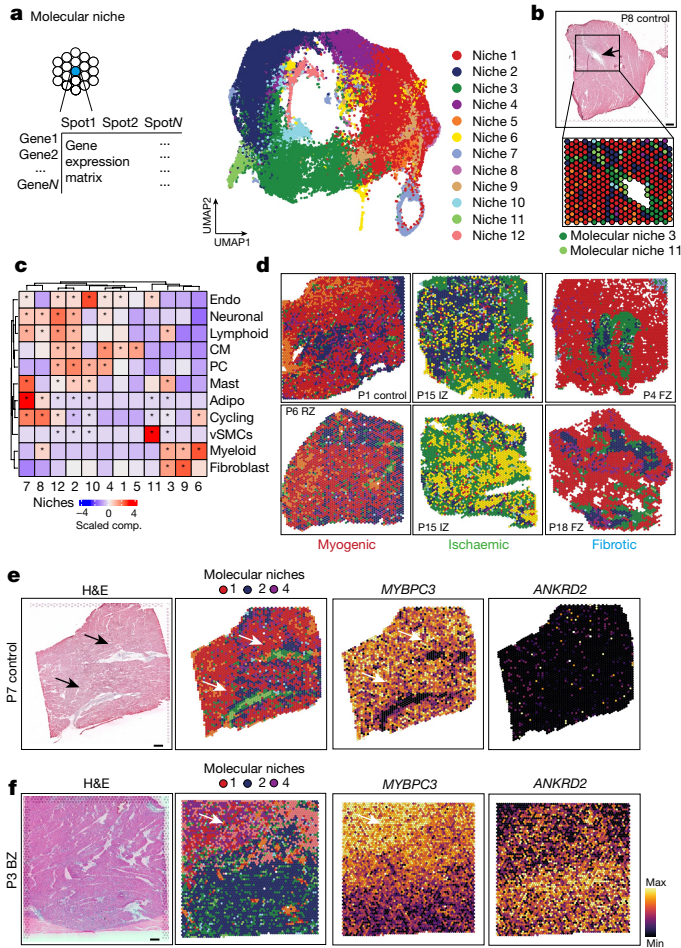 a Molecular niche
Spot1 Spot2 SpotN
Gene1
Gene2
...
GeneN
Gene
expression
matrix
...
...
...
UMAP2
UMAP1
Niche 1
Niche 2
Niche 3
Niche 4
Niche 5
Niche 6
Niche 7
Niche 8
Niche 9
Niche 10
Niche 11
Niche 12
b
P8 control
Molecular niche 3
Molecular niche 11
c
Endo
Neuronal
Lymphoid
CM
PC
Mast
Adipo
Cycling
vSMCs
Myeloid
Fibroblast
7 8 12 2 10 4 1 5 11 3 9 6
Niches
−4 0 4
Scaled comp.
d
P1 control
P15 IZ
P4 FZ
P6 RZ
P15 IZ
P18 FZ
Myogenic
Ischaemic
Fibrotic
e
H&E
Molecular niches
1 2 4
MYBPC3
ANKRD2
P7 control
f
H&E
Molecular niches
1 2 4
MYBPC3
ANKRD2
P3 BZ
Max
Min